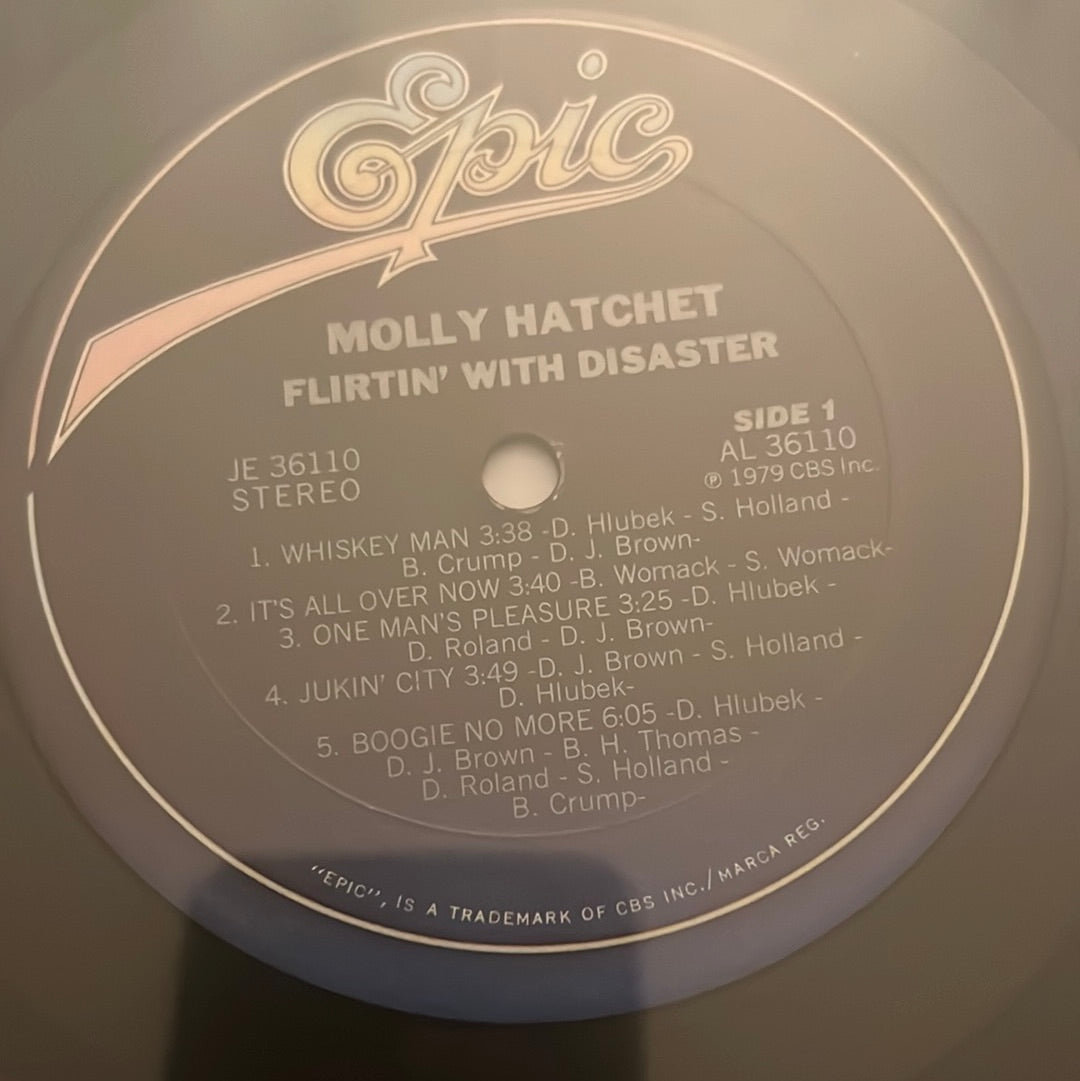 Epic
MOLLY HATCHET
FLIRTIN' WITH DISASTER
JE 36110
STEREO
SIDE 1
AL 36110
℗ 1979 CBS Inc.
1. WHISKEY MAN 3:38 -D. Hlubek - S. Holland -
B. Crump - D. J. Brown-
2. IT'S ALL OVER NOW 3:40 -B. Womack - S. Womack-
3. ONE MAN'S PLEASURE 3:25 -D. Hlubek -
D. Roland - D. J. Brown-
4. JUKIN' CITY 3:49 -D. J. Brown - S. Holland -
D. Hlubek-
5. BOOGIE NO MORE 6:05 -D. Hlubek -
D. J. Brown - B. H. Thomas -
D. Roland - S. Holland -
B. Crump-
"EPIC", IS A TRADEMARK OF CBS INC./MARCA REG.